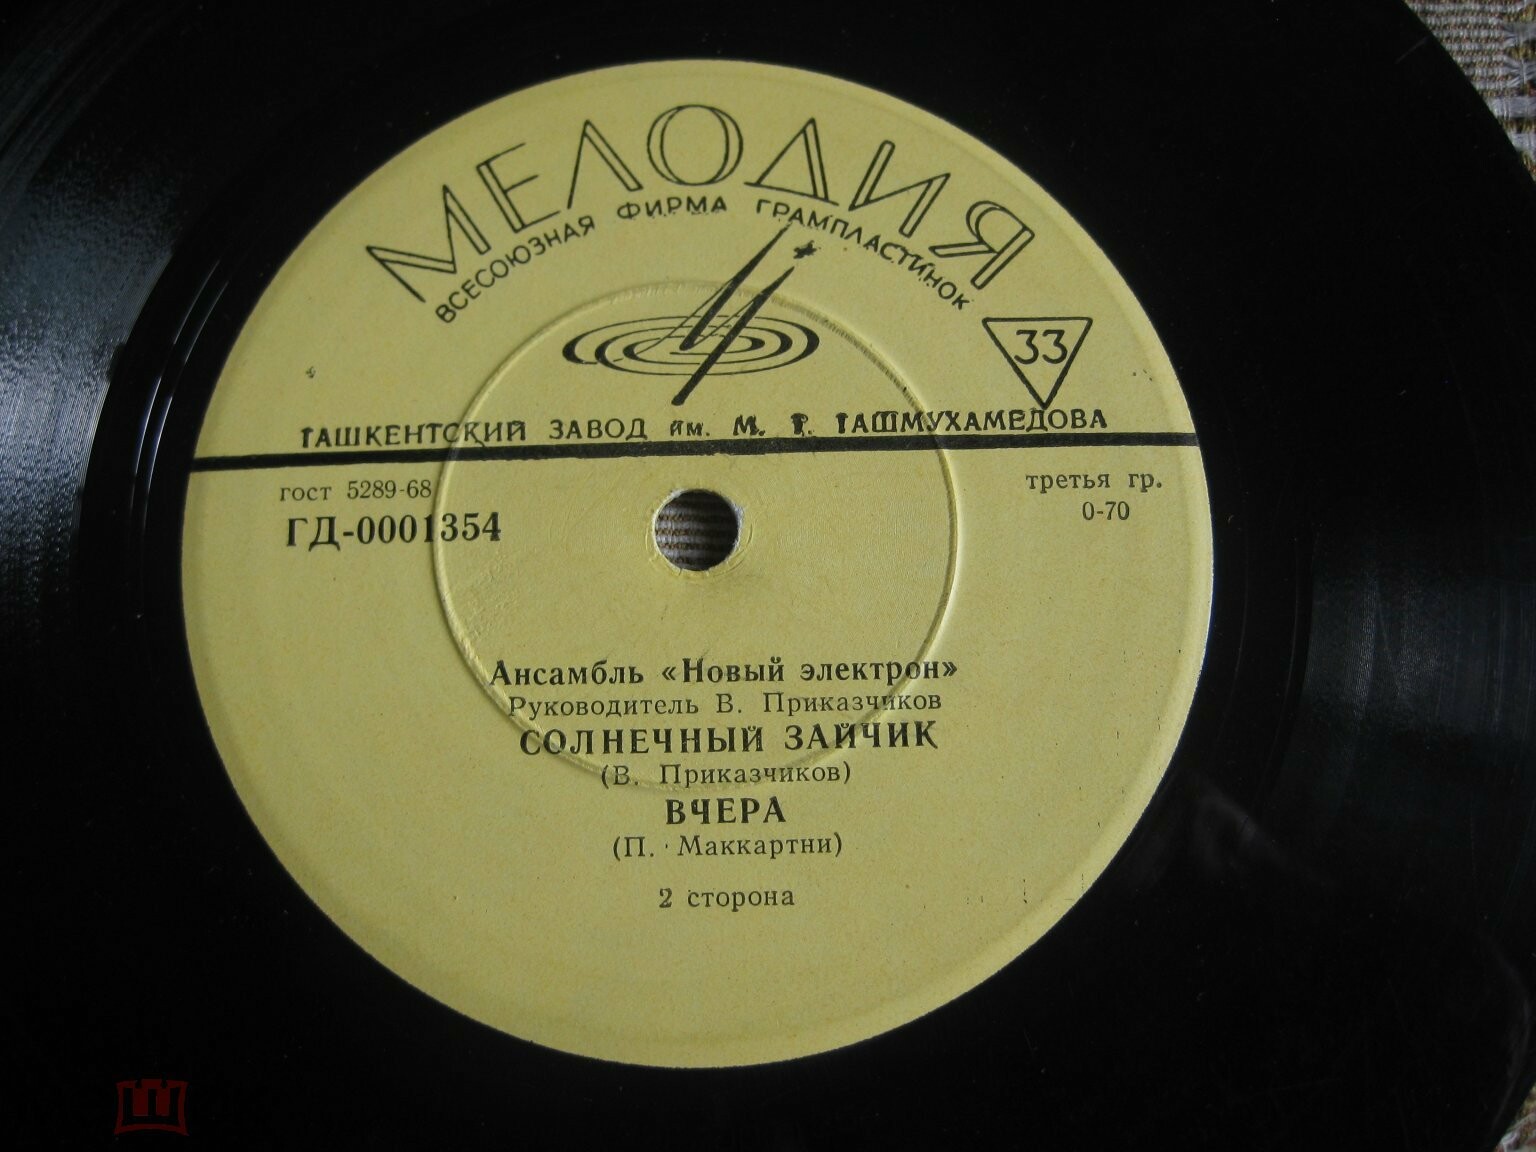 МЕЛОДИЯ
ВСЕСОЮЗНАЯ ФИРМА ГРАМПЛАСТИНОК
33
ТАШКЕНТСКИЙ ЗАВОД им. М. Т. ТАШМУХАМЕДОВА
гост 5289-68
третья гр.
ГД-0001354
0-70
Ансамбль «Новый электрон»
Руководитель В. Приказчиков
СОЛНЕЧНЫЙ ЗАЙЧИК
(В. Приказчиков)
ВЧЕРА
(П. Маккартни)
2 сторона